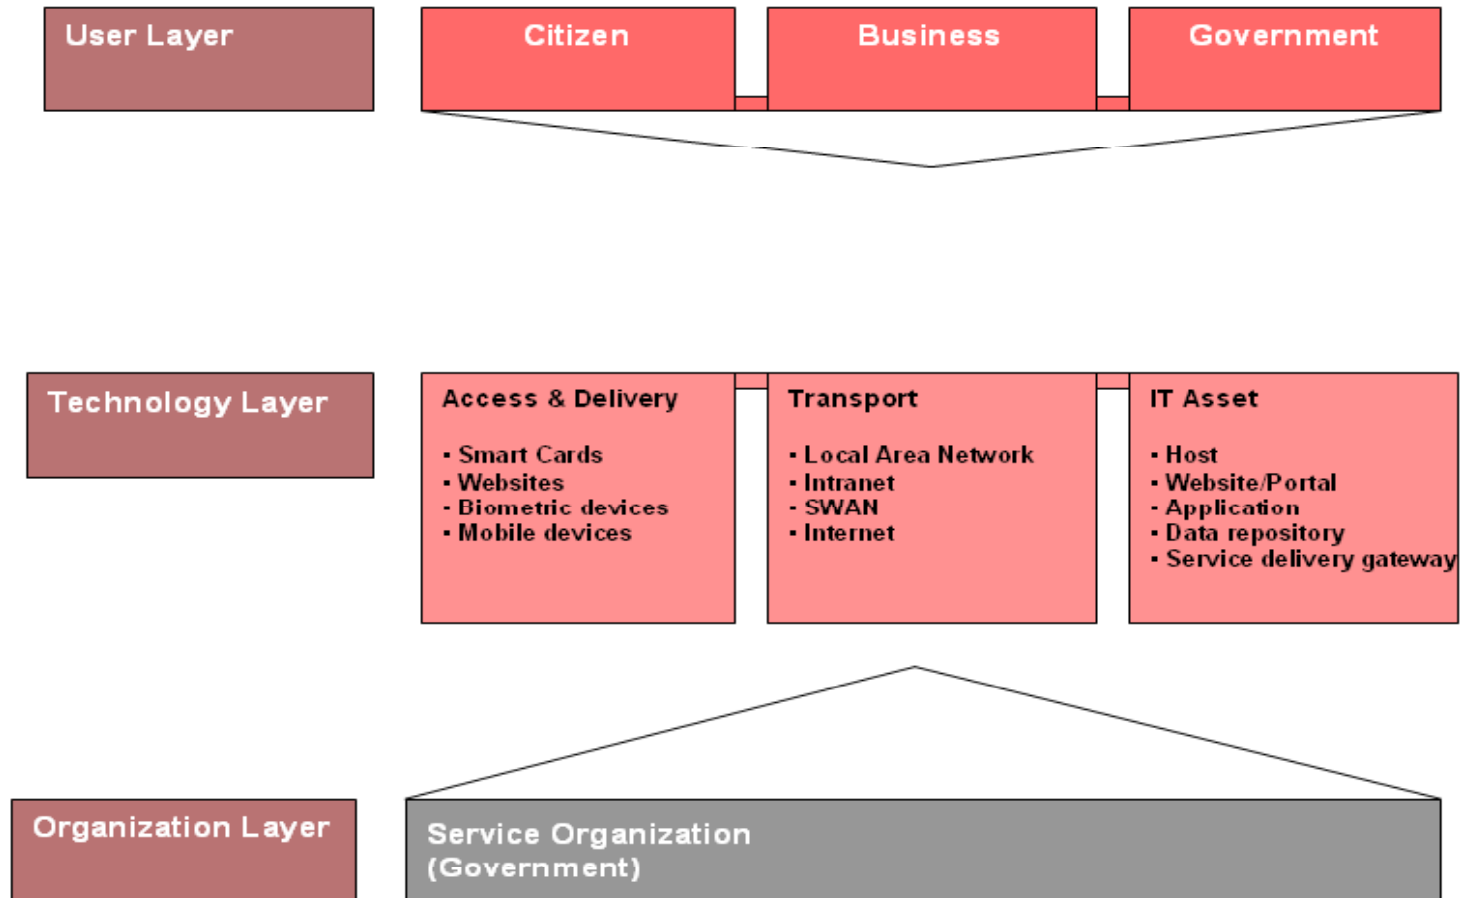 User Layer
Citizen
Business
Government
Technology Layer
Access & Delivery
▪ Smart Cards
▪ Websites
- Biometric devices
▪ Mobile devices
Transport
▪ Local Area Network
▪ Intranet
- SWAN
▪ Internet
IT Asset
▪ Host
▪ Website/Portal
- Application
▪ Data repository
▪ Service delivery gateway
Organization Layer
Service Organization
(Government)